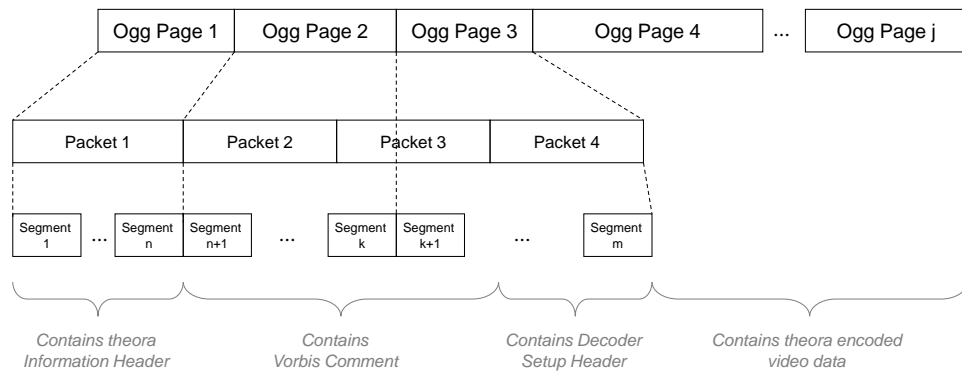 Ogg Page 1 Ogg Page 2 Ogg Page 3 Ogg Page 4 ... Ogg Page j
Packet 1 Packet 2 Packet 3 Packet 4
Segment 1 ... Segment n Segment n+1 ... Segment k Segment k+1 ... Segment m
Contains theora
Information Header
Contains
Vorbis Comment
Contains Decoder
Setup Header
Contains theora encoded
video data